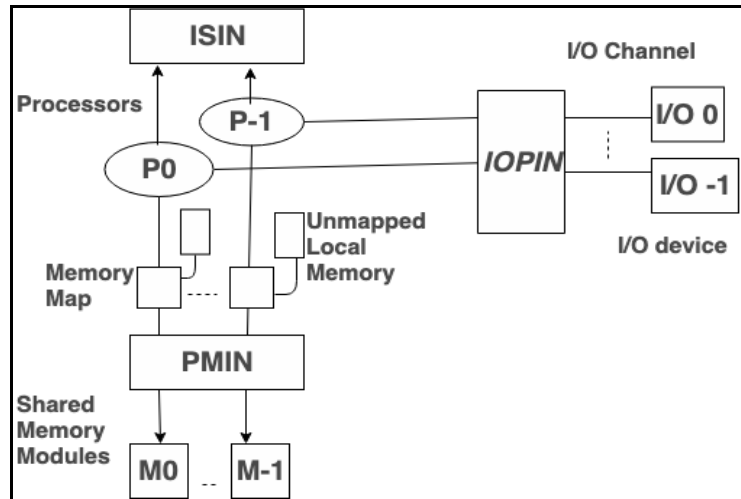 ISIN
I/O Channel
Processors
P-1
I/O 0
P0
IOPIN
I/O -1
Unmapped
Local
Memory
I/O device
Memory
Map
PMIN
Shared
Memory
Modules
M0
M-1